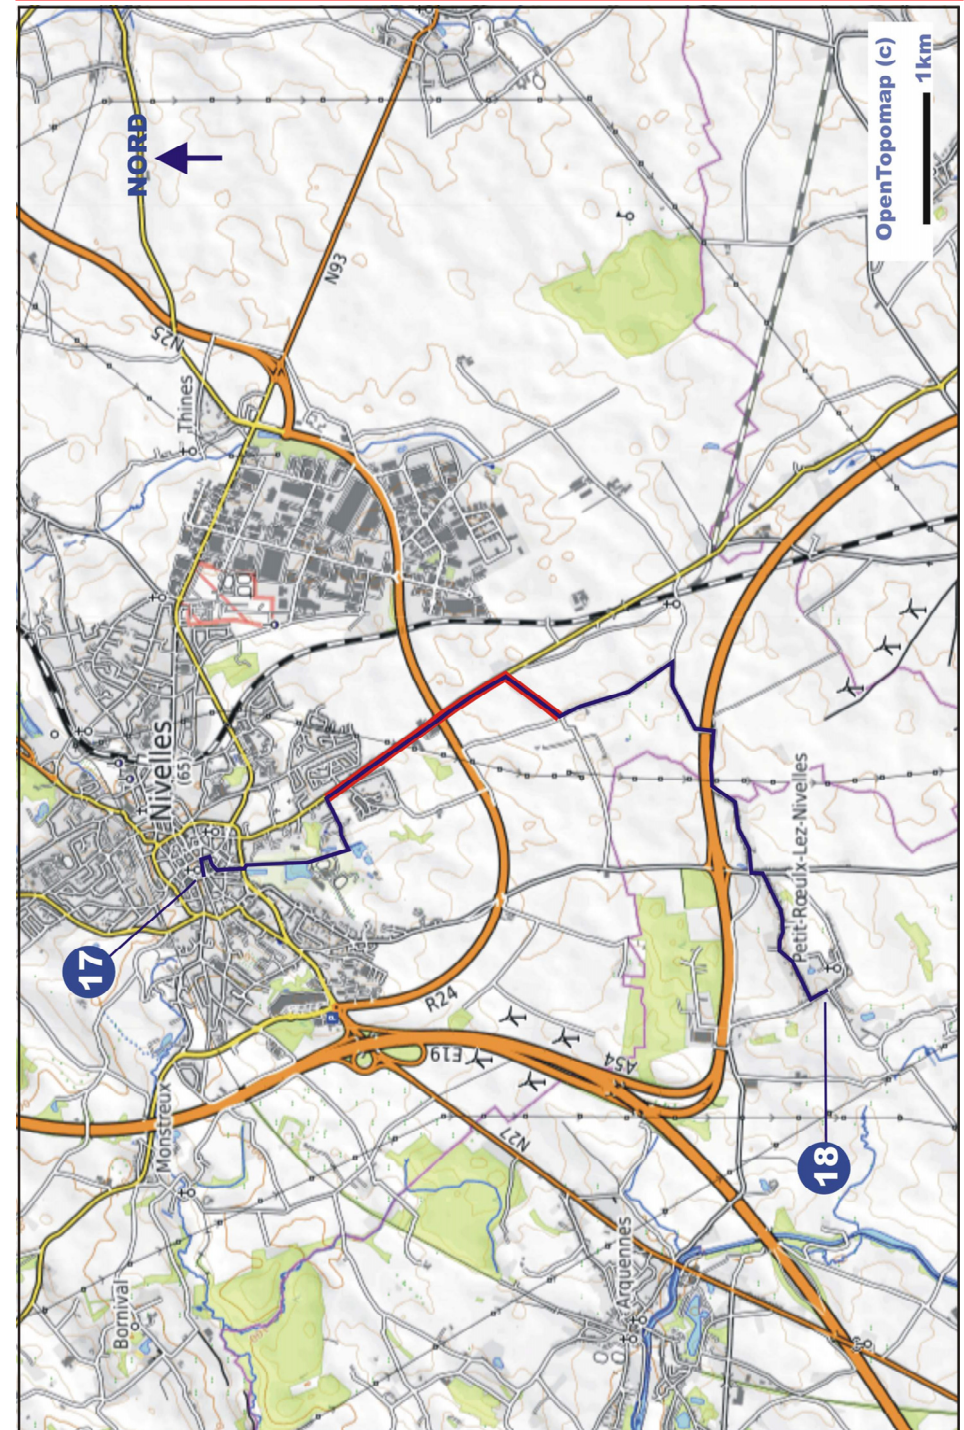 OpenTopomap (c)
1km
NORD
N93
N25
Thines
Nivelles
(65)
17
R24
E19
A54
Petit-Rœulx-Lez-Nivelles
18
Monstreux
N27
Arquennes
Bornival
P